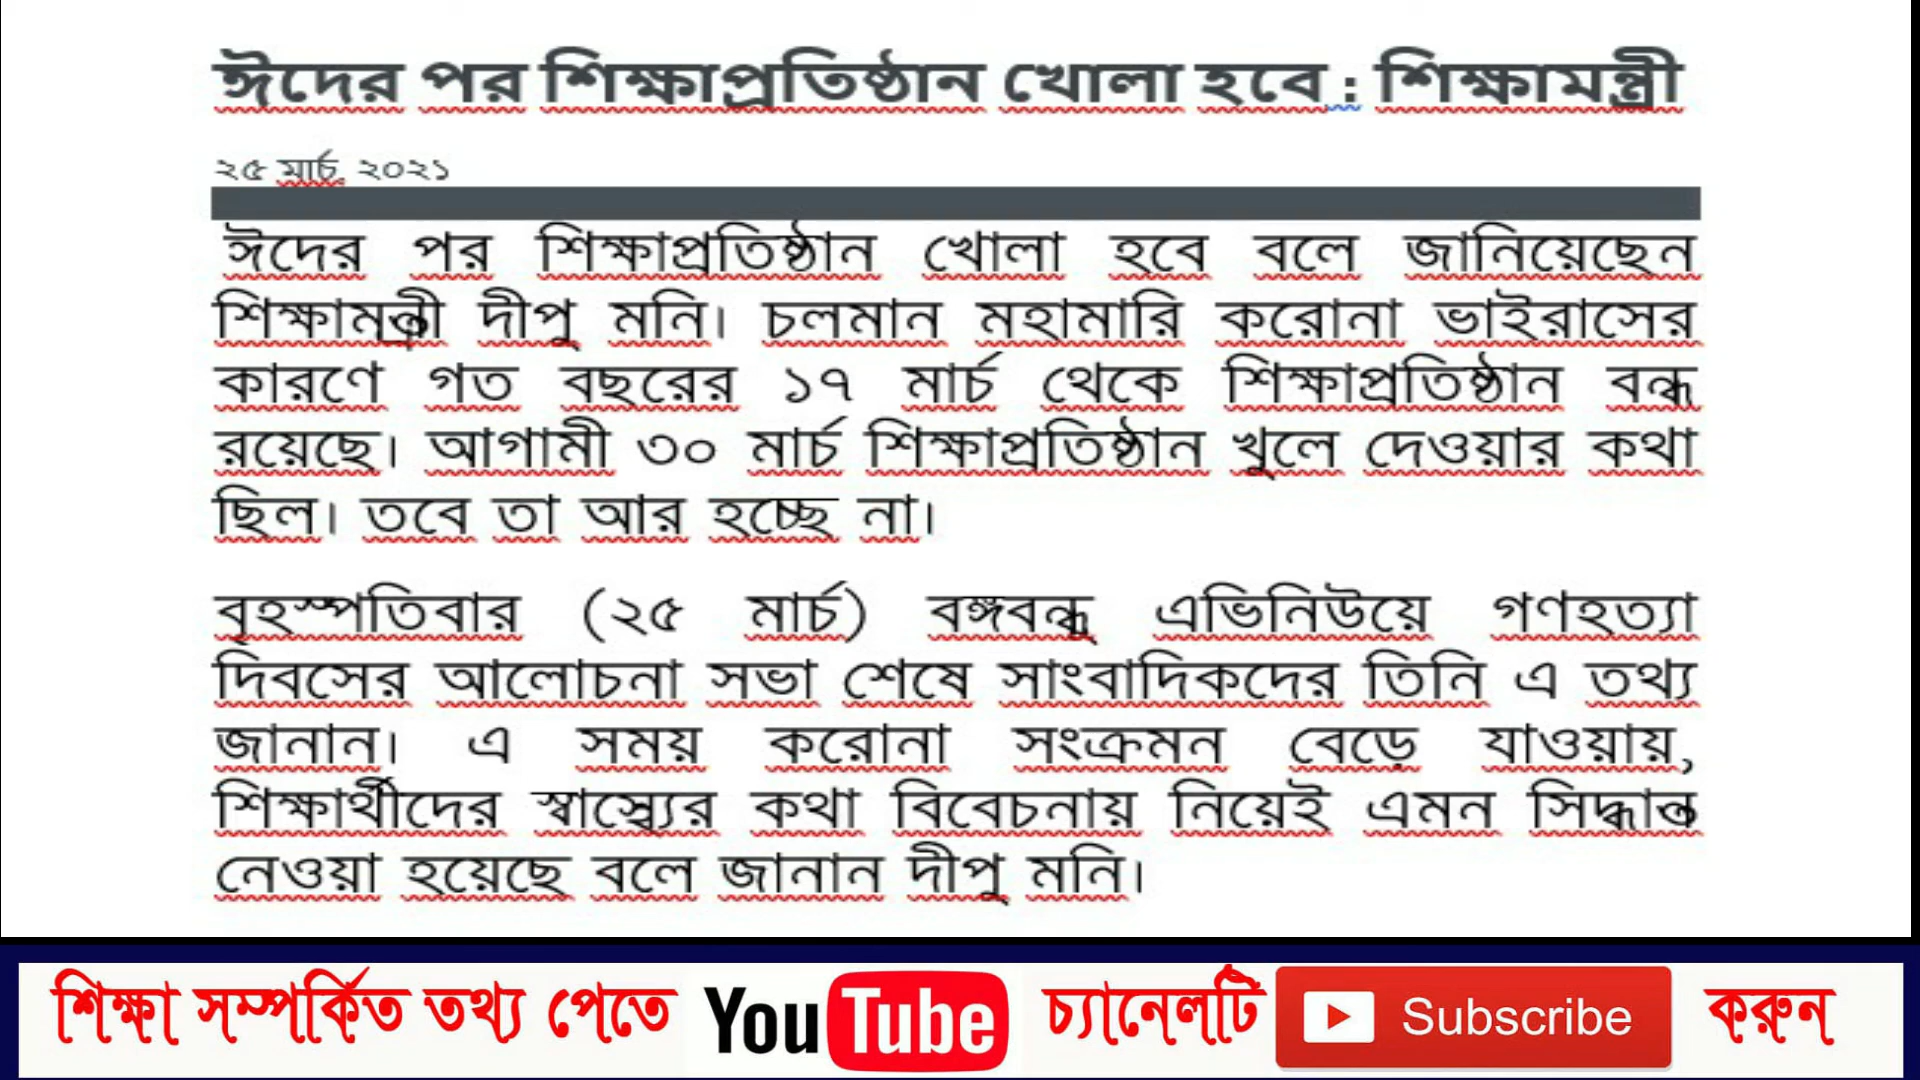 ঈদের পর শিক্ষাপ্রতিষ্ঠান খোলা হবে : শিক্ষামন্ত্রী
২৫ মার্চ, ২০২১
ঈদের পর শিক্ষাপ্রতিষ্ঠান খোলা হবে বলে জানিয়েছেন
শিক্ষামন্ত্রী দীপু মনি। চলমান মহামারি করোনা ভাইরাসের
কারণে গত বছরের ১৭ মার্চ থেকে শিক্ষাপ্রতিষ্ঠান বন্ধ
রয়েছে। আগামী ৩০ মার্চ শিক্ষাপ্রতিষ্ঠান খুলে দেওয়ার কথা
ছিল। তবে তা আর হচ্ছে না।
বৃহস্পতিবার (২৫ মার্চ) বঙ্গবন্ধু এভিনিউয়ে গণহত্যা
দিবসের আলোচনা সভা শেষে সাংবাদিকদের তিনি এ তথ্য
জানান। এ সময় করোনা সংক্রমন বেড়ে যাওয়ায়,
শিক্ষার্থীদের স্বাস্থ্যের কথা বিবেচনায় নিয়েই এমন সিদ্ধান্ত
নেওয়া হয়েছে বলে জানান দীপু মনি।
শিক্ষা সম্পর্কিত তথ্য পেতে YouTube চ্যানেলটি Subscribe করুন